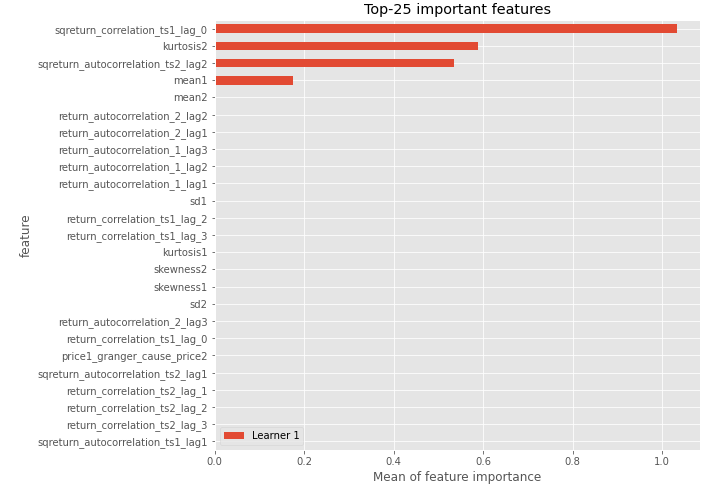 Top-25 important features
sqreturn_correlation_ts1_lag_0
kurtosis2
sqreturn_autocorrelation_ts2_lag2
mean1
mean2
return_autocorrelation_2_lag2
return_autocorrelation_2_lag1
return_autocorrelation_1_lag3
return_autocorrelation_1_lag2
return_autocorrelation_1_lag1
sd1
return_correlation_ts1_lag_2
return_correlation_ts1_lag_3
kurtosis1
skewness2
skewness1
sd2
return_autocorrelation_2_lag3
return_correlation_ts1_lag_0
price1_granger_cause_price2
sqreturn_autocorrelation_ts2_lag1
return_correlation_ts2_lag_1
return_correlation_ts2_lag_2
return_correlation_ts2_lag_3
sqreturn_autocorrelation_ts1_lag1
feature
Learner 1
0.0 0.2 0.4 0.6 0.8 1.0
Mean of feature importance